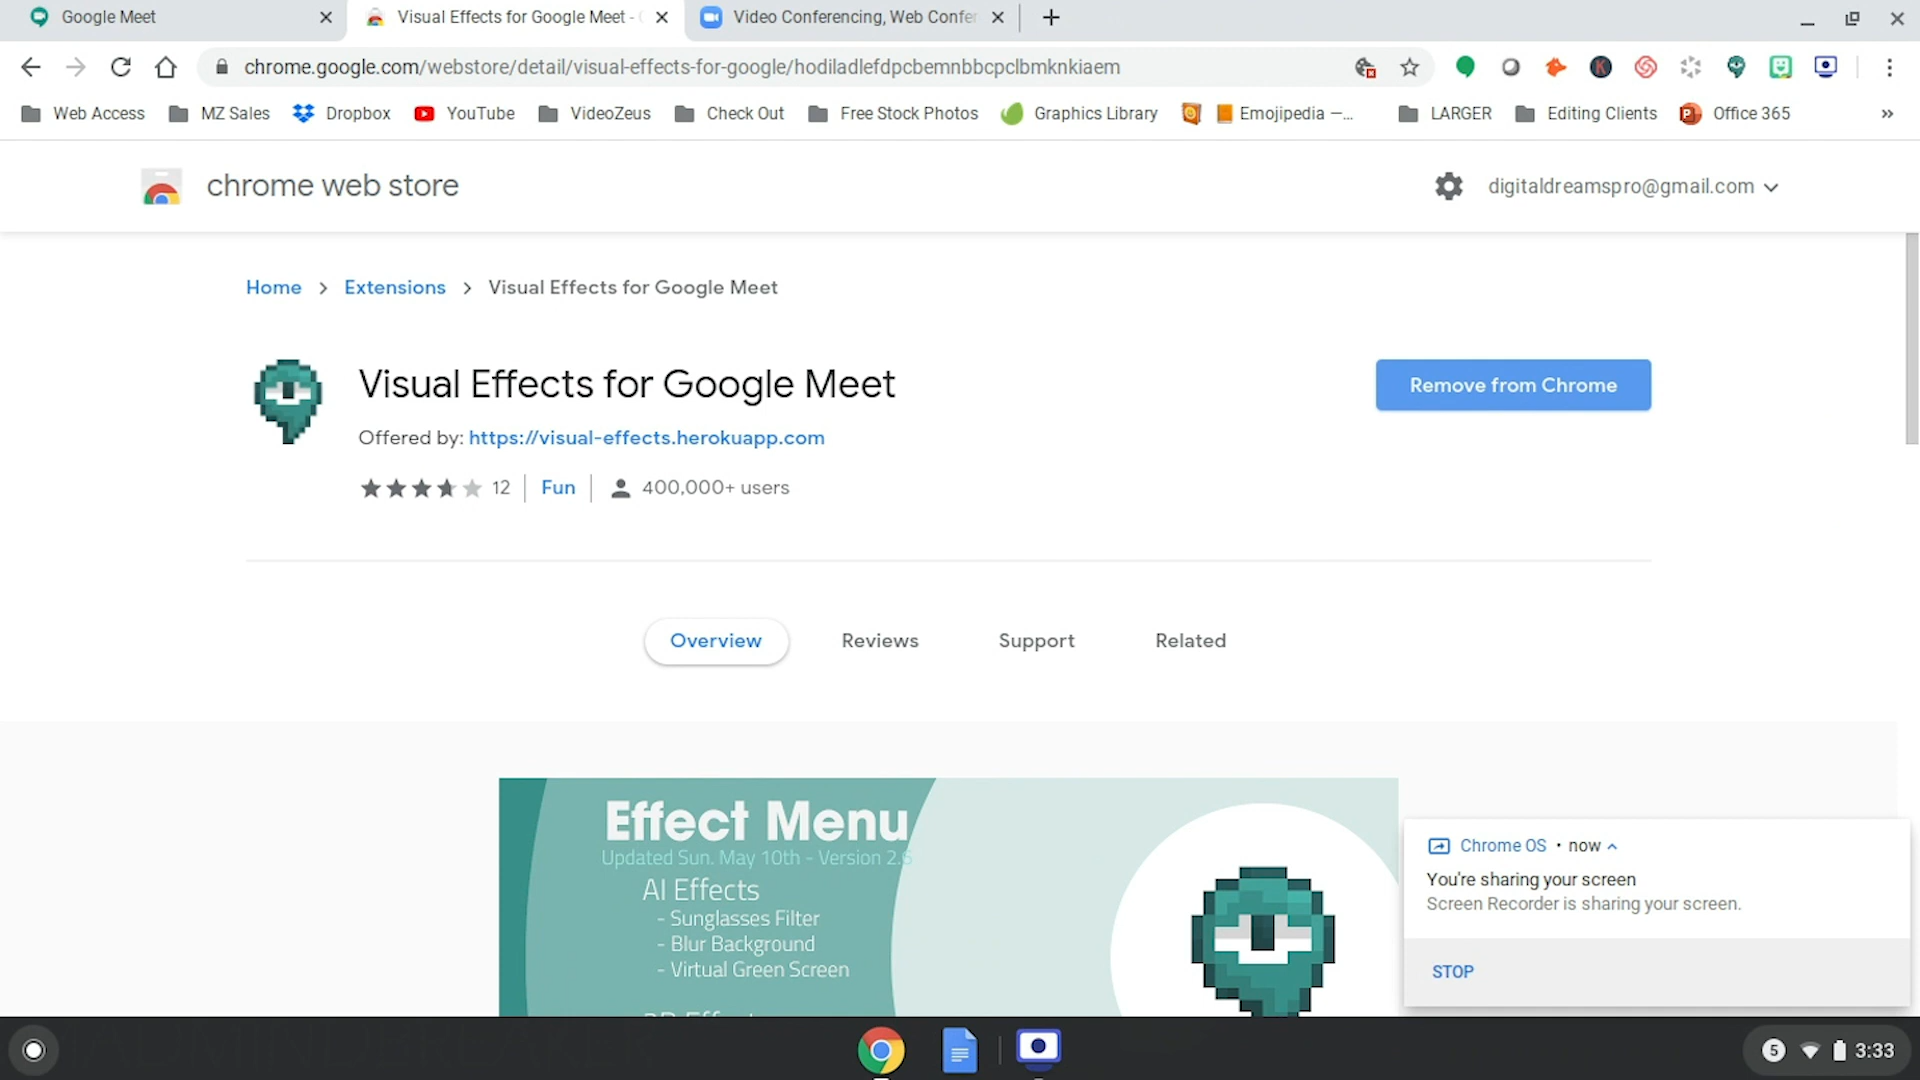 Google Meet
Visual Effects for Google Meet -
Video Conferencing, Web Confer
chrome.google.com/webstore/detail/visual-effects-for-google/hodiladlefdpcbemnbbcpclbmknkiaem
Web Access
MZ Sales
Dropbox
YouTube
VideoZeus
Check Out
Free Stock Photos
Graphics Library
Emojipedia —...
LARGER
Editing Clients
Office 365
»
chrome web store
digitaldreamspro@gmail.com
Home > Extensions > Visual Effects for Google Meet
Visual Effects for Google Meet
Remove from Chrome
Offered by: https://visual-effects.herokuapp.com
12
Fun
400,000+ users
Overview
Reviews
Support
Related
Effect Menu
Updated Sun. May 10th - Version 2.6
AI Effects
- Sunglasses Filter
- Blur Background
- Virtual Green Screen
Chrome OS • now
You're sharing your screen
Screen Recorder is sharing your screen.
STOP
5
3:33